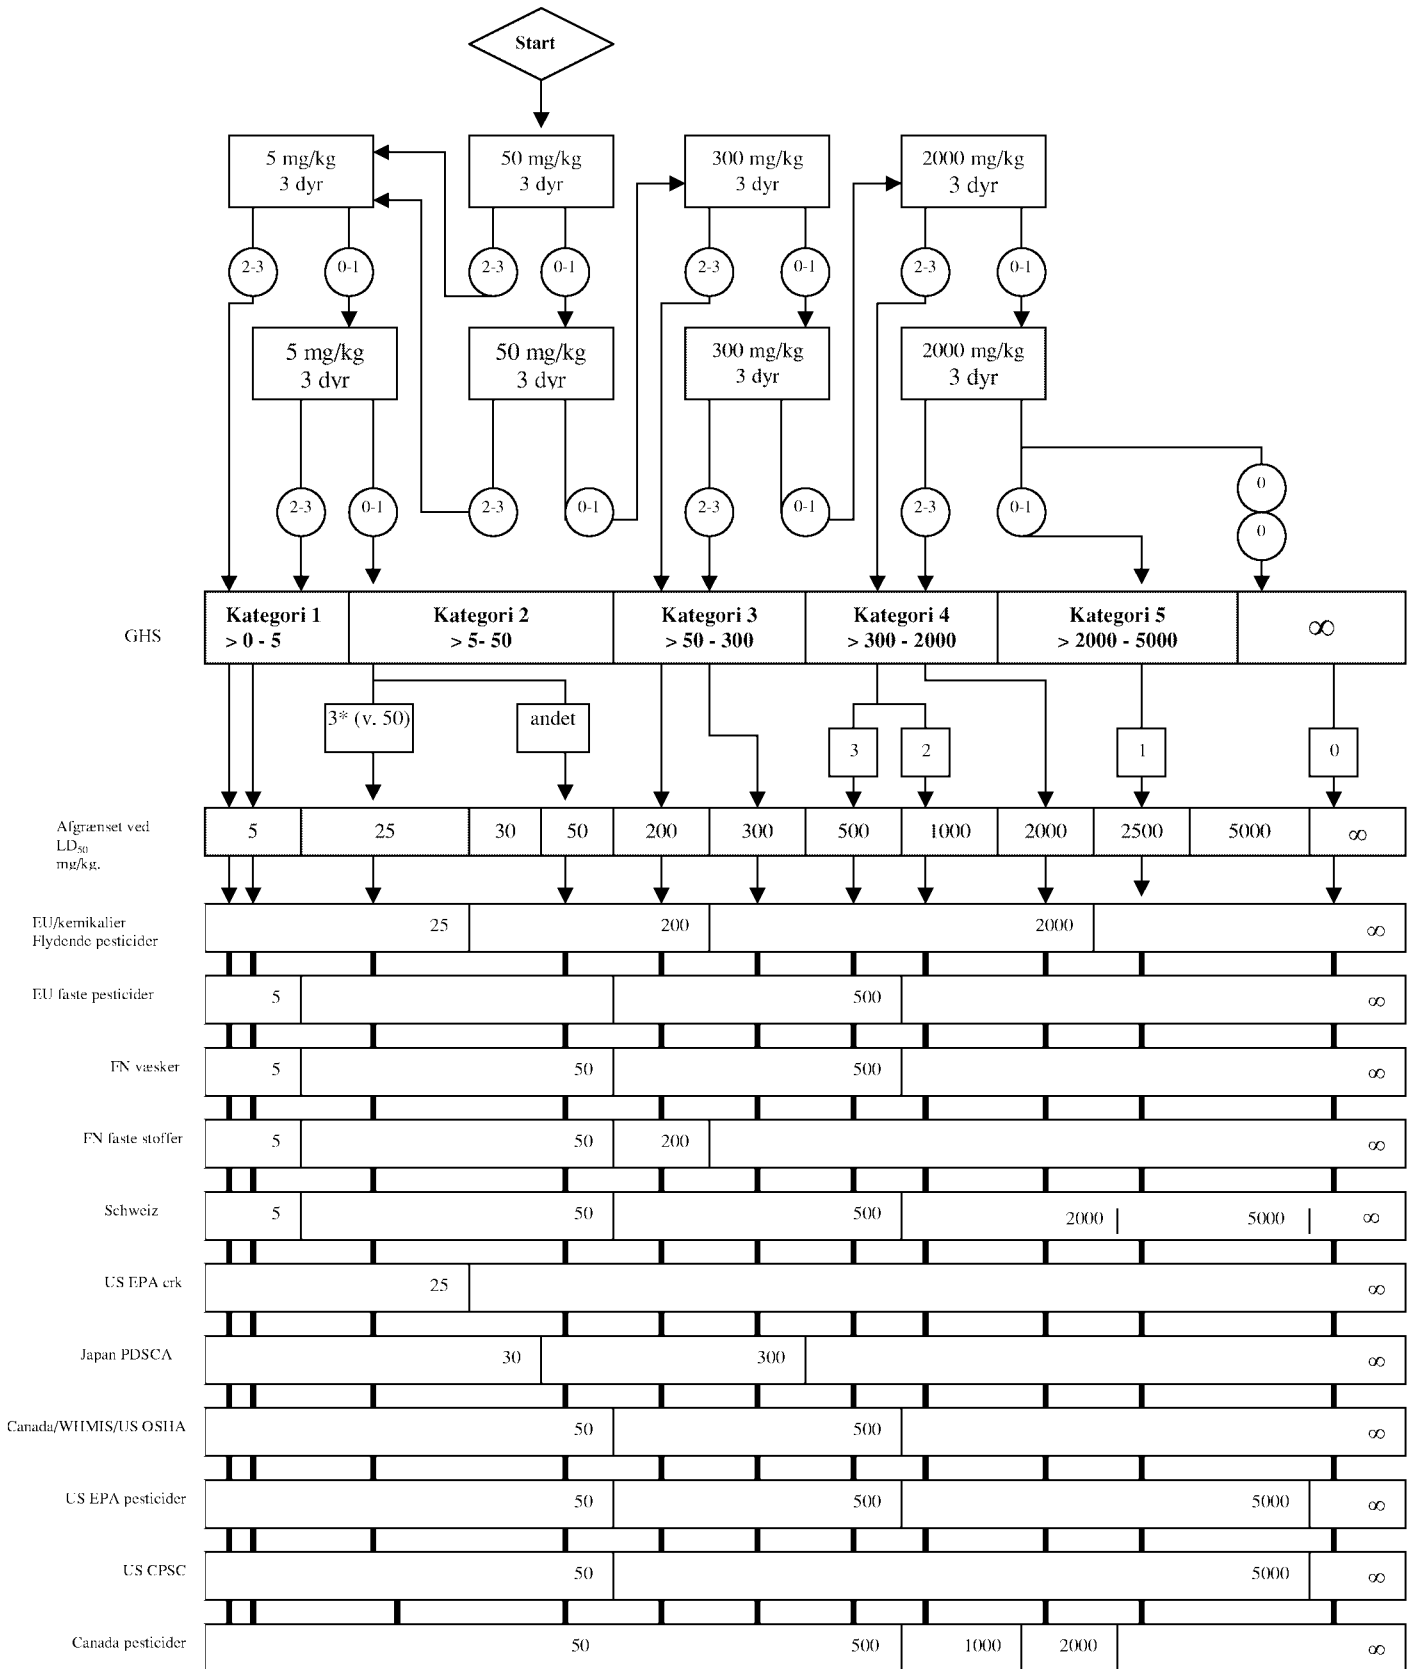 Start
5 mg/kg
3 dyr
50 mg/kg
3 dyr
300 mg/kg
3 dyr
2000 mg/kg
3 dyr
2-3
0-1
2-3
0-1
2-3
0-1
2-3
0-1
5 mg/kg
3 dyr
50 mg/kg
3 dyr
300 mg/kg
3 dyr
2000 mg/kg
3 dyr
2-3
0-1
2-3
0-1
2-3
0-1
2-3
0-1
0
0
GHS
Kategori 1
> 0 - 5
Kategori 2
> 5- 50
Kategori 3
> 50 - 300
Kategori 4
> 300 - 2000
Kategori 5
> 2000 - 5000
∞
3* (v. 50)
andet
3
2
1
0
Afgrænset ved
LD50
mg/kg.
5
25
30
50
200
300
500
1000
2000
2500
5000
∞
EU/kemikalier
Flydende pesticider
25
200
2000
∞
EU faste pesticider
5
500
∞
FN væsker
5
50
500
∞
FN faste stoffer
5
50
200
∞
Schweiz
5
50
500
2000
5000
∞
US EPA crk
25
∞
Japan PDSCA
30
300
∞
Canada/WHMIS/US OSHA
50
500
∞
US EPA pesticider
50
500
5000
∞
US CPSC
50
5000
∞
Canada pesticider
50
500
1000
2000
∞